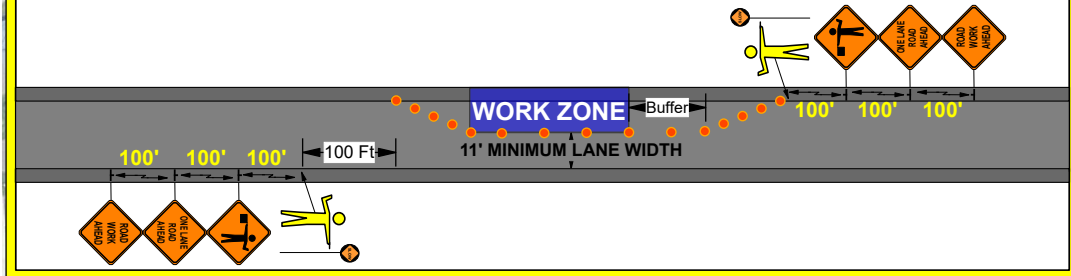 ONE LANE
ROAD
AHEAD
ROAD
WORK
AHEAD
WORK ZONE
Buffer
100'
100'
100'
11' MINIMUM LANE WIDTH
100 Ft
100'
100'
100'
ROAD
WORK
AHEAD
ONE LANE
ROAD
AHEAD